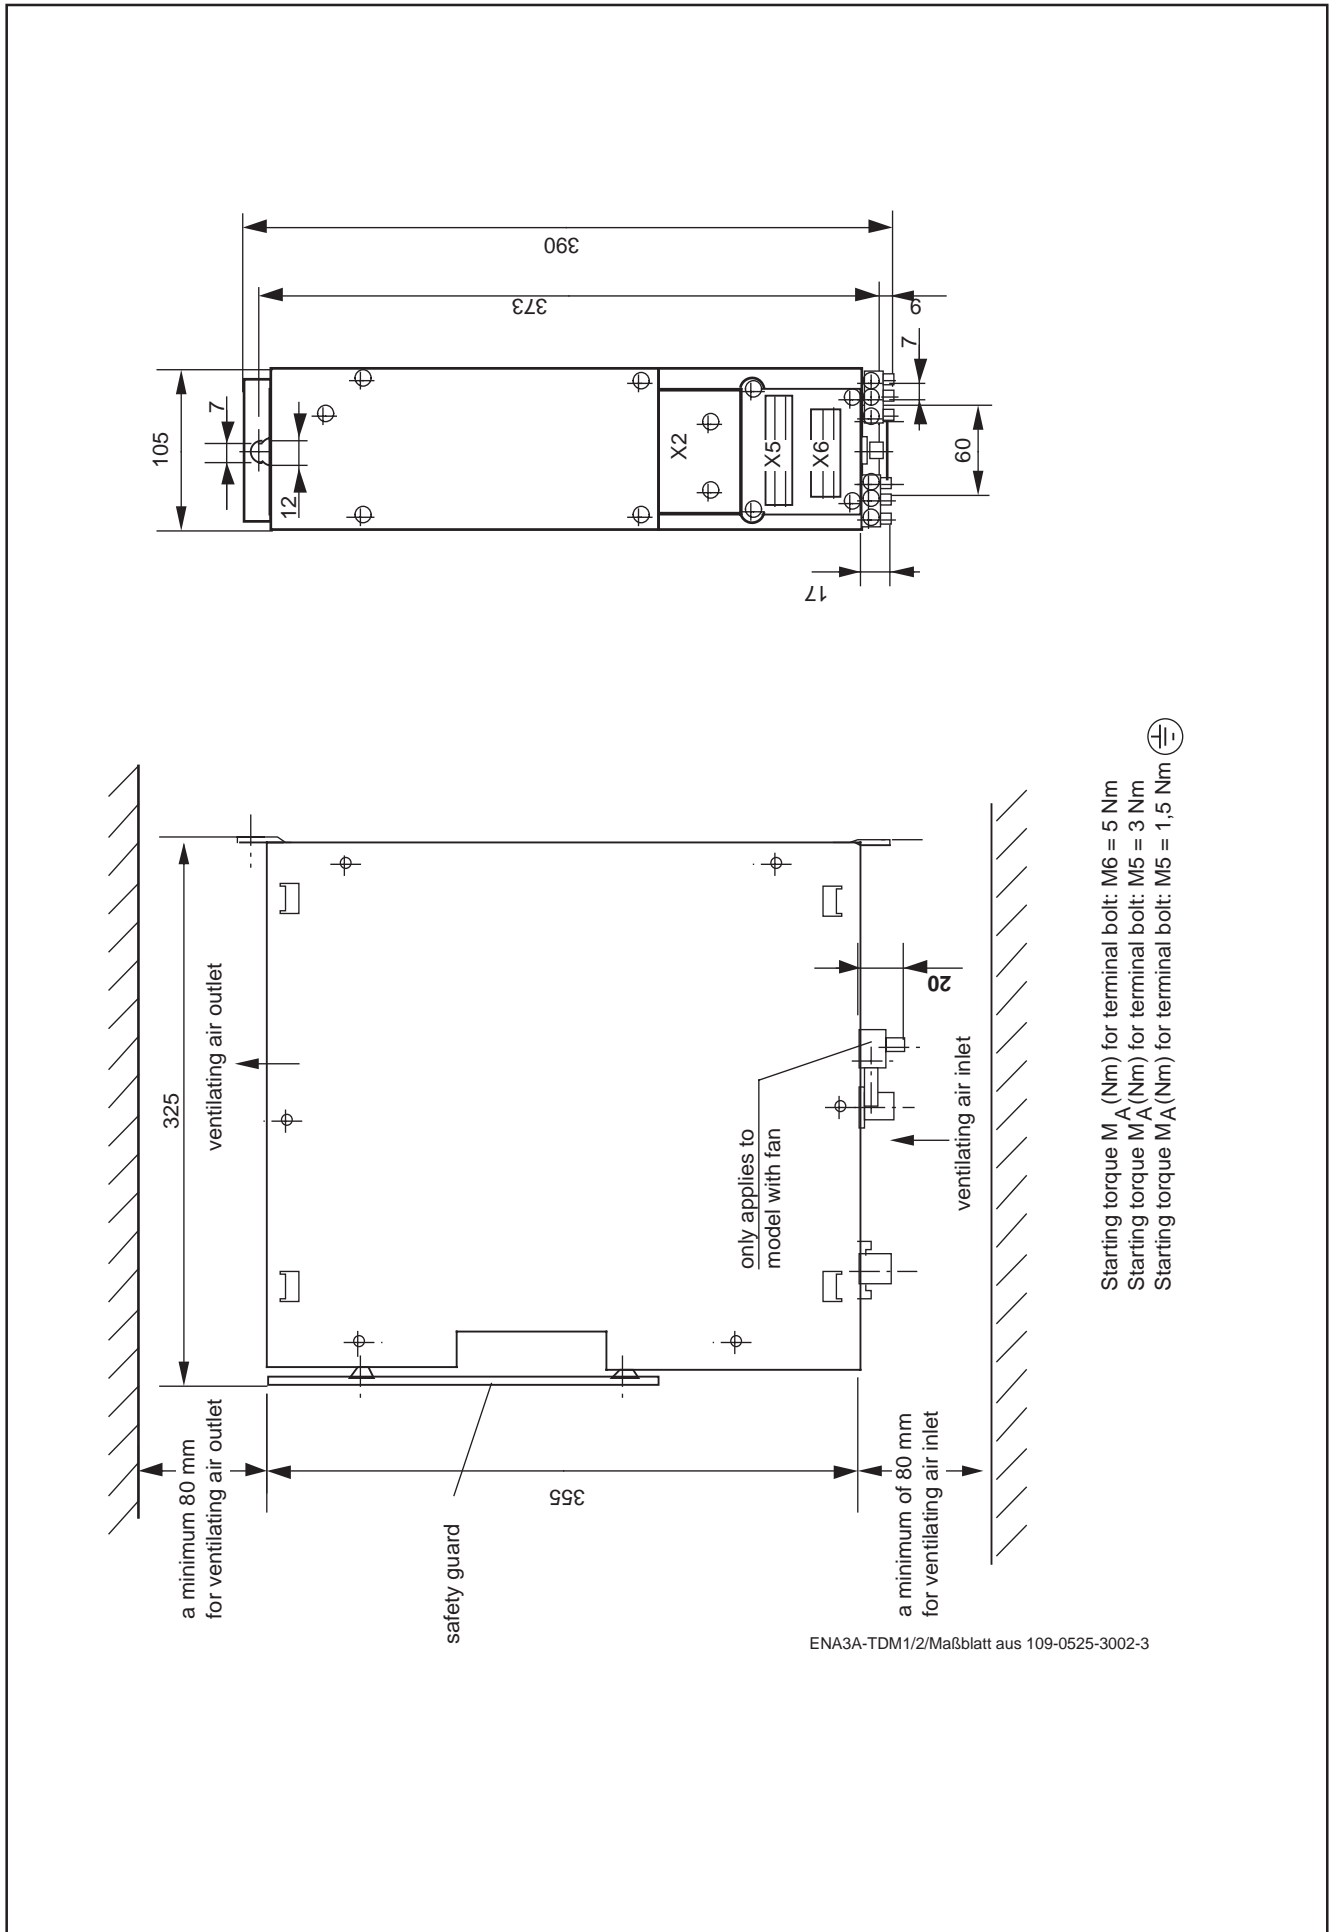 390
373
6
7
105
7
12
X2
X5
X6
60
17
325
ventilating air outlet
20
only applies to
model with fan
ventilating air inlet
Starting torque M A (Nm) for terminal bolt: M6 = 5 Nm
Starting torque M A (Nm) for terminal bolt: M5 = 3 Nm
Starting torque M A (Nm) for terminal bolt: M5 = 1,5 Nm
a minimum 80 mm
for ventilating air outlet
355
safety guard
a minimum of 80 mm
for ventilating air inlet
ENA3A-TDM1/2/Maßblatt aus 109-0525-3002-3